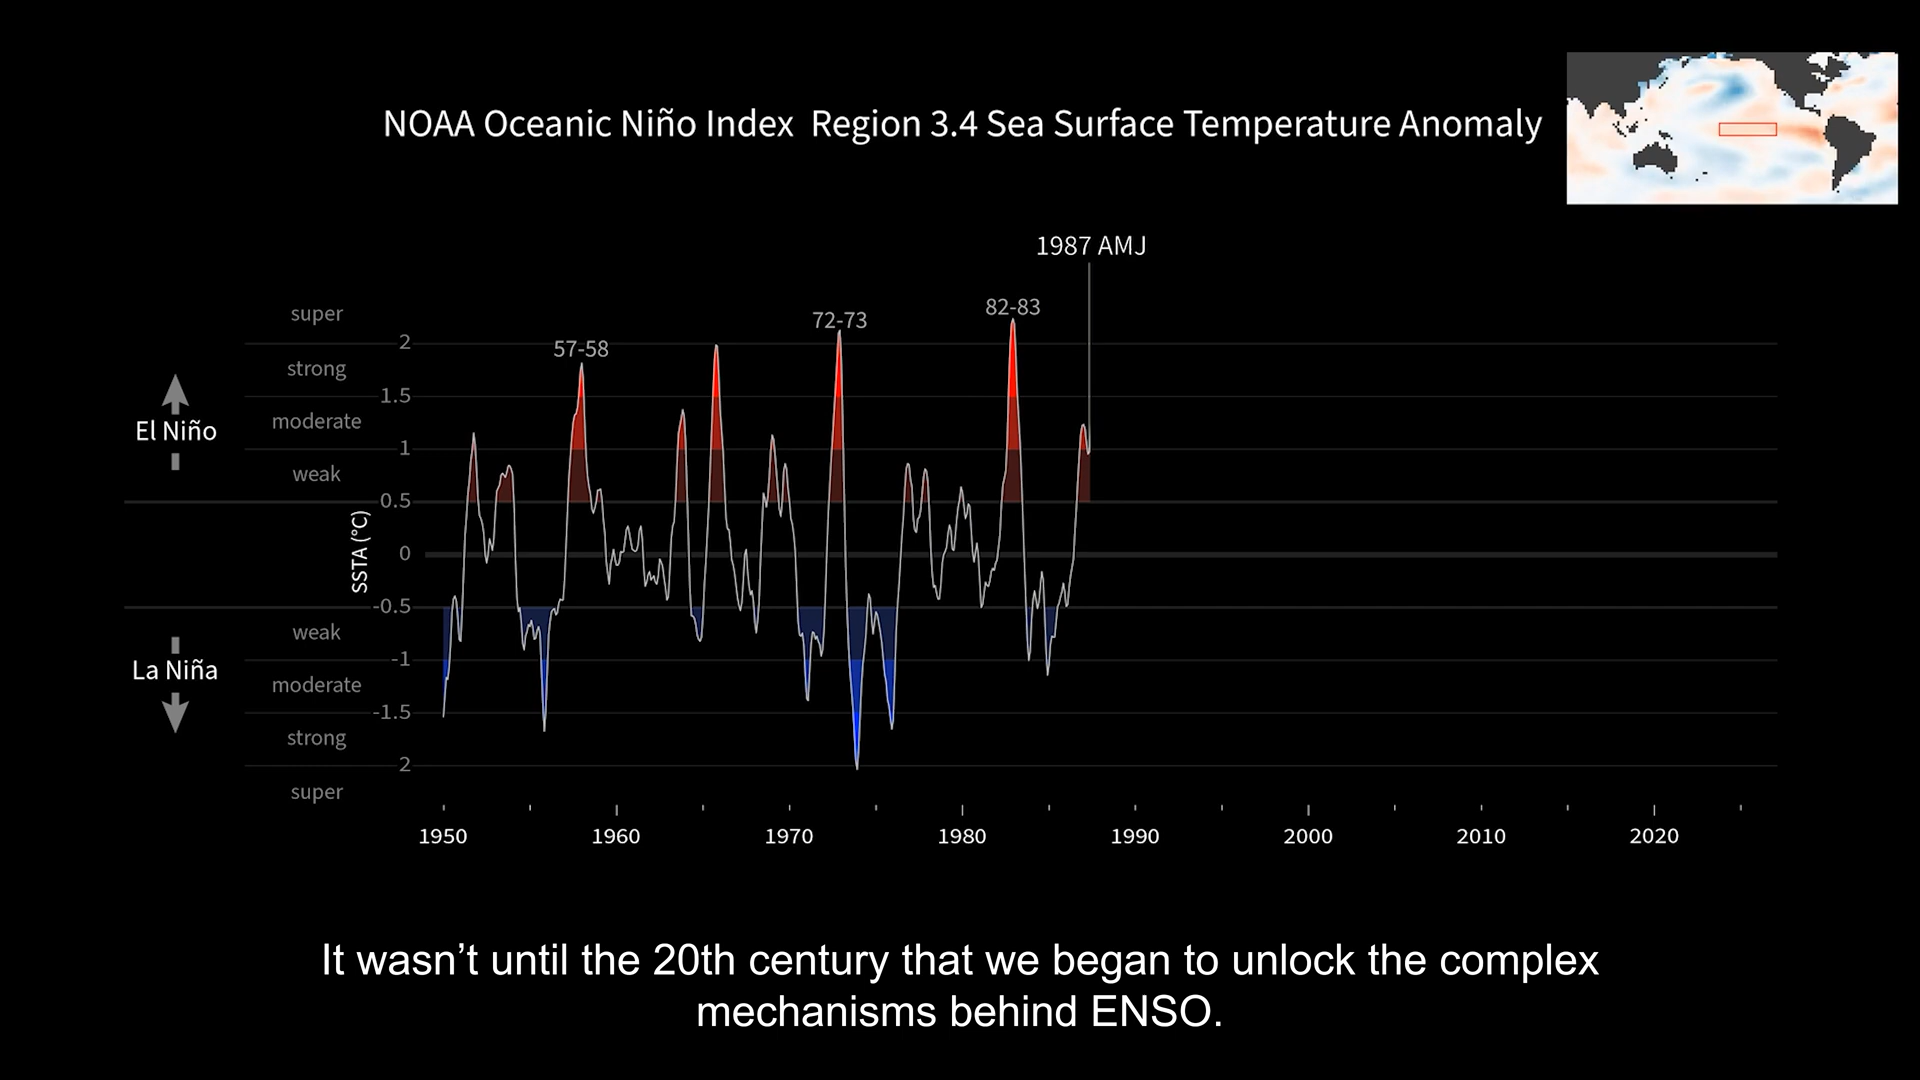 NOAA Oceanic Niño Index  Region 3.4 Sea Surface Temperature Anomaly
1987 AMJ
super
82-83
72-73
57-58
2
strong
1.5
El Niño
moderate
1
weak
0.5
SSTA (°C)
0
-0.5
weak
-1
La Niña
moderate
-1.5
strong
2
super
1950
1960
1970
1980
1990
2000
2010
2020
It wasn’t until the 20th century that we began to unlock the complex
mechanisms behind ENSO.